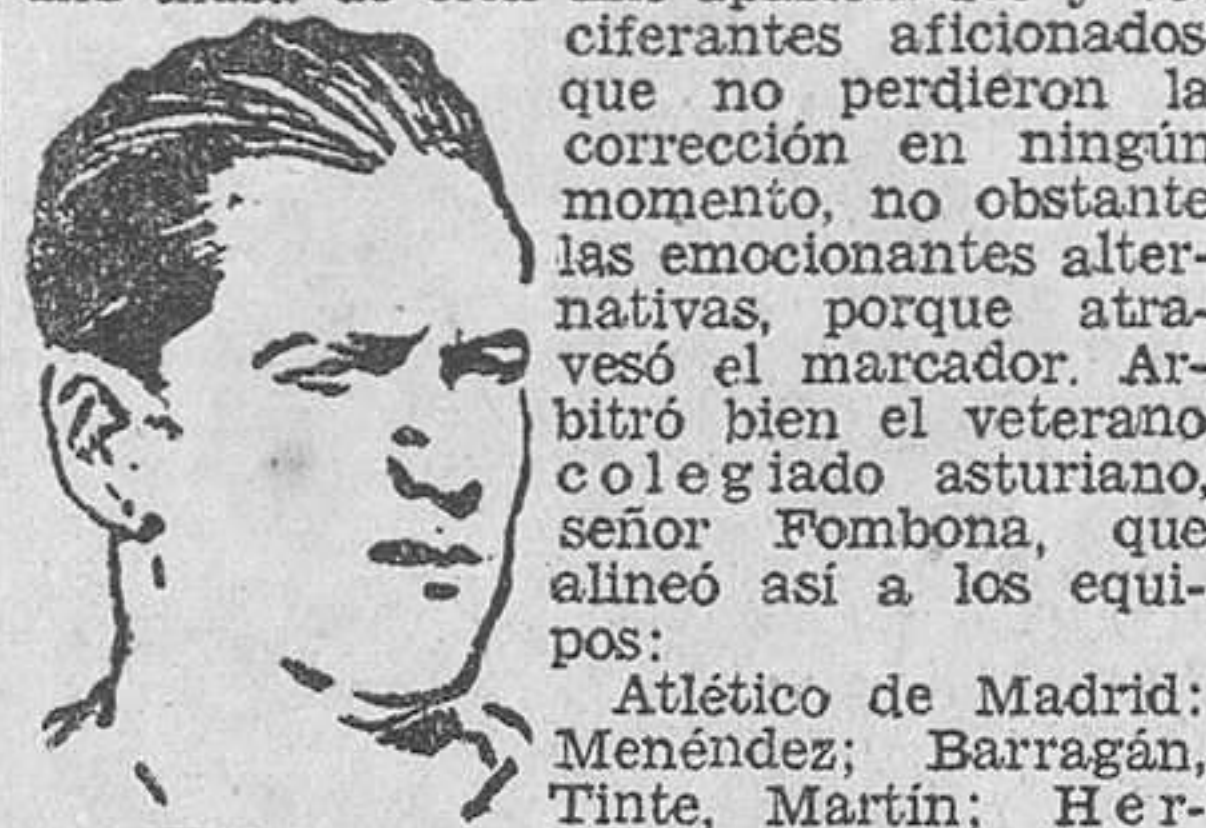 ciferantes aficionados
que no perdieron la
corrección en ningún
momento, no obstante
las emocionantes alter-
nativas, porque atra-
vesó el marcador. Ar-
bitró bien el veterano
colegiado asturiano,
señor Fombona, que
alineó así a los equi-
pos:
Atlético de Madrid:
Menéndez; Barragán,
Tinte, Martín; Her-